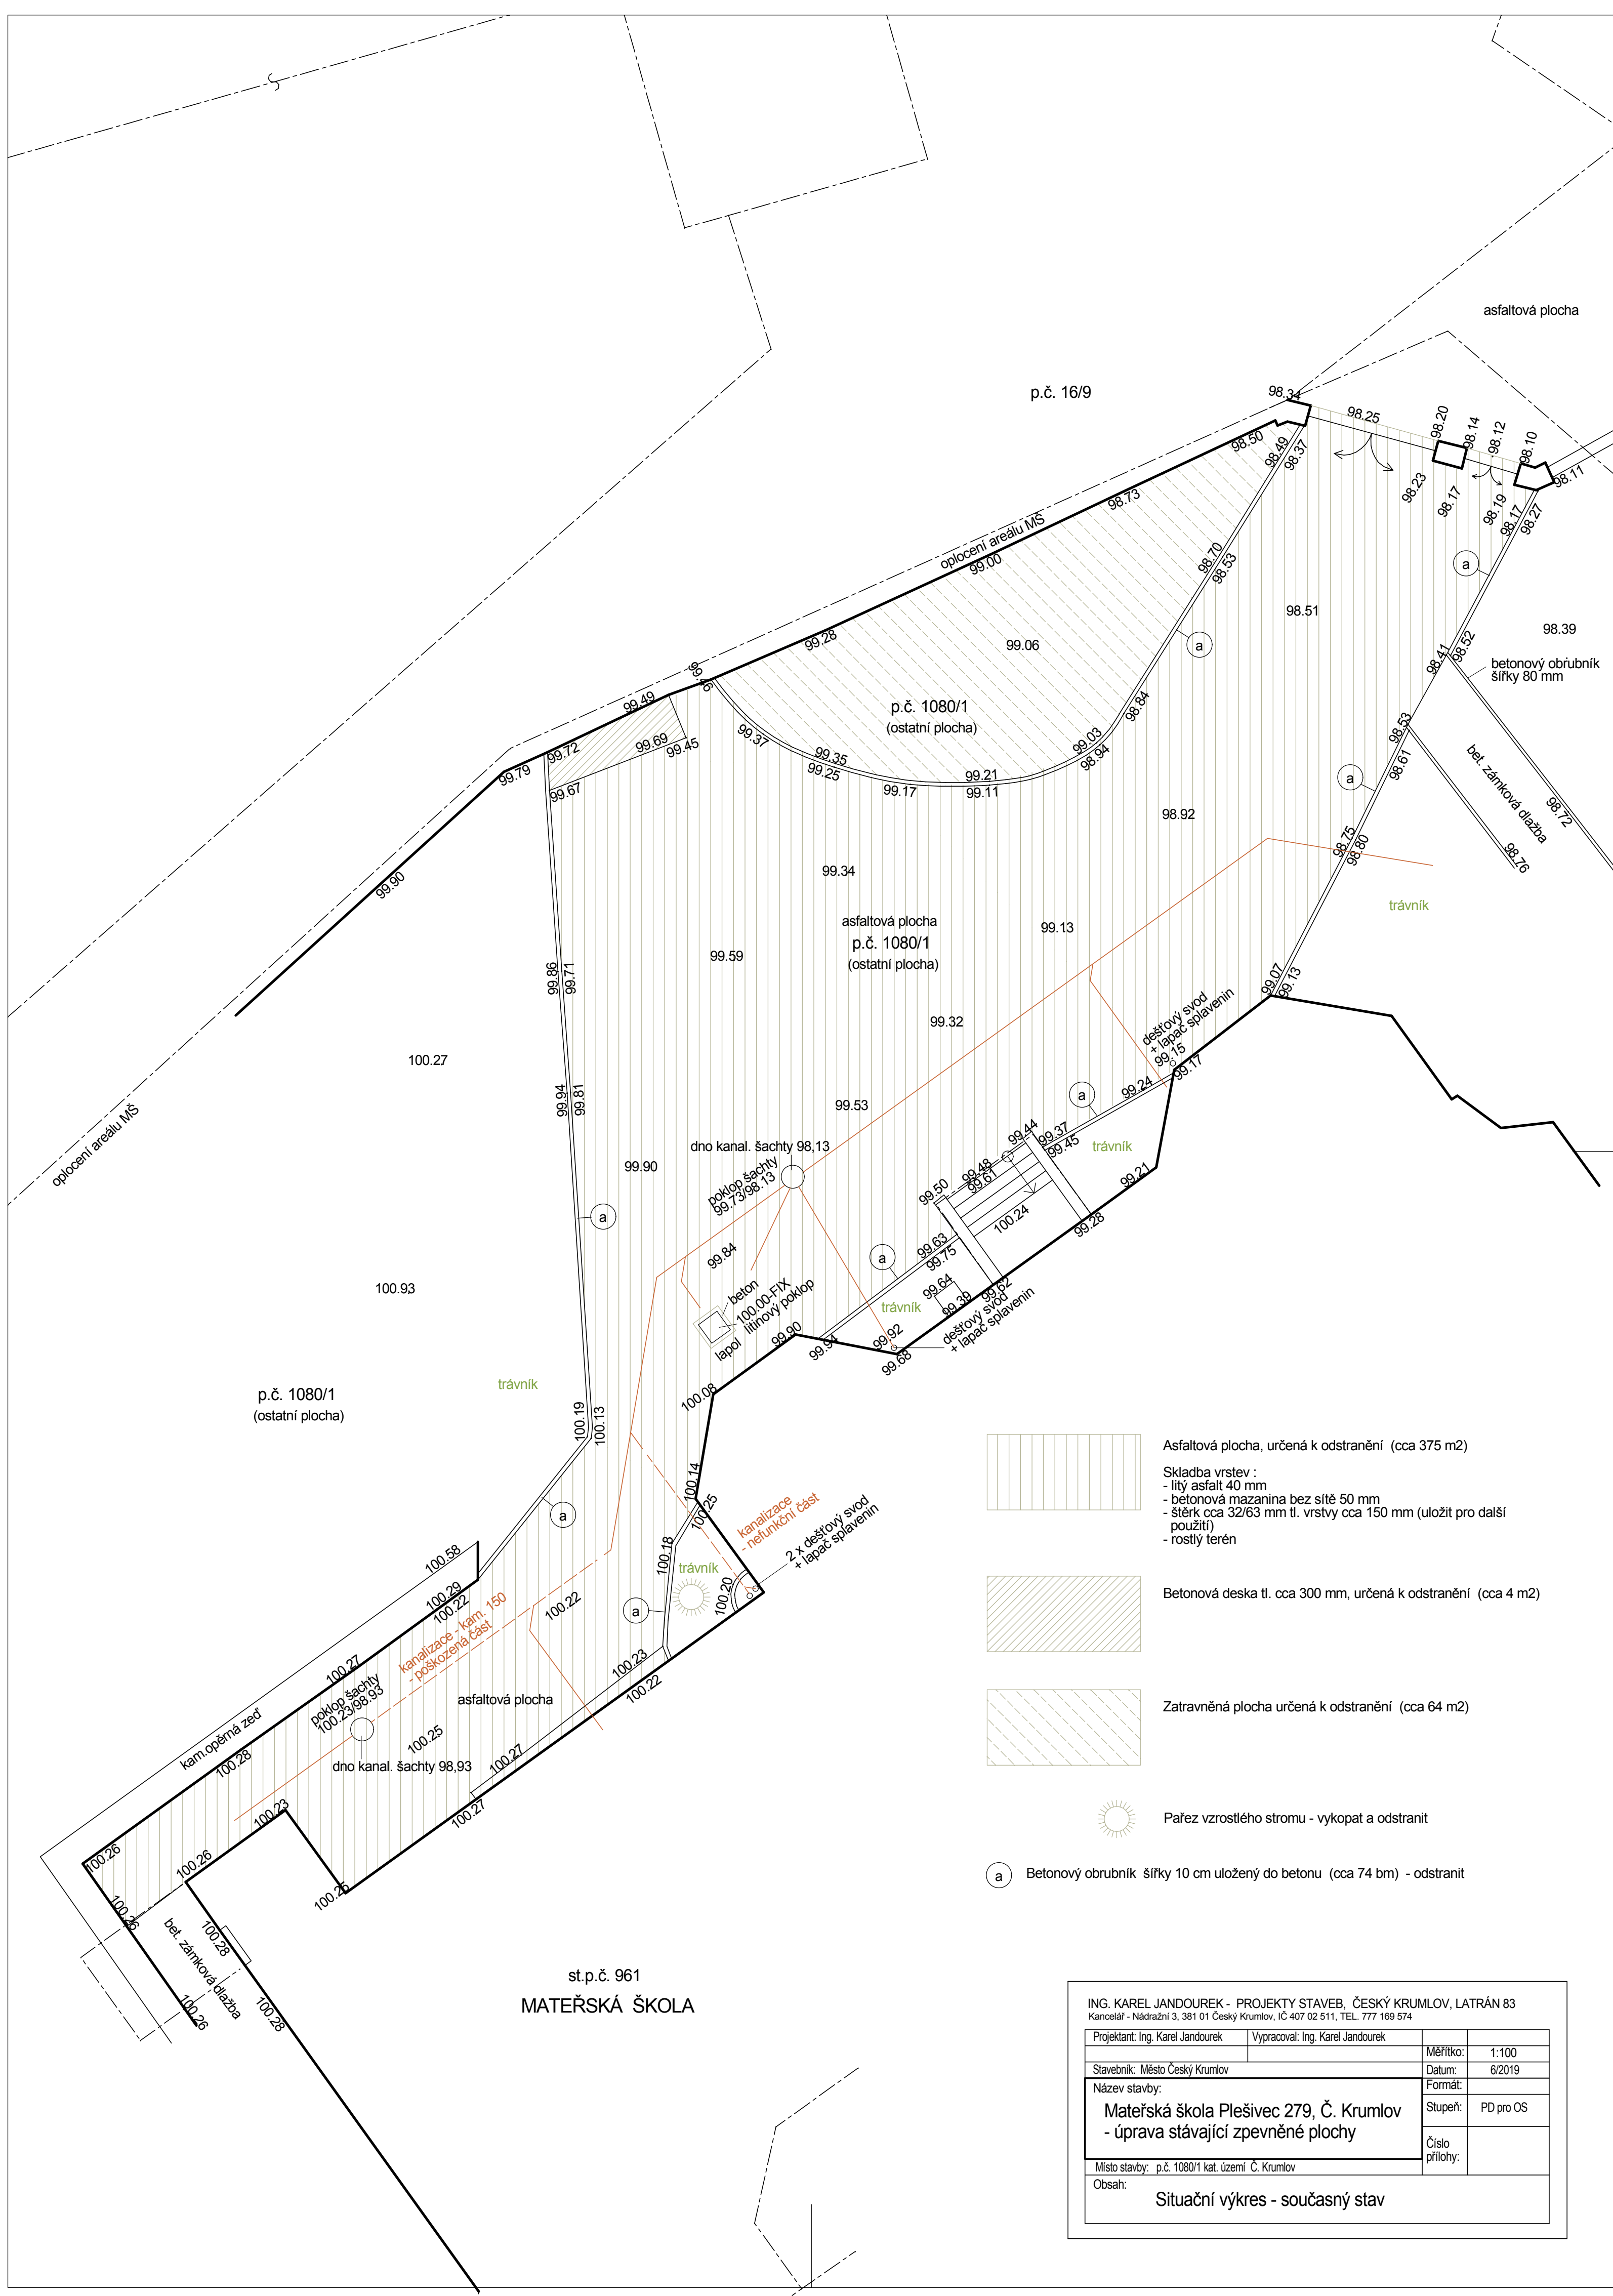 asfaltová plocha
p.č. 16/9
98.34
98.25
98.20
98.14
98.12
98.10
98.11
98.50
98.49
98.37
98.23
98.17
98.19
98.17
98.27
98.73
oplocení areálu MŠ
99.00
98.70
98.53
a
98.51
98.39
99.28
99.06
a
98.41
98.52
betonový obrubník
šířky 80 mm
99.46
99.49
p.č. 1080/1
(ostatní plocha)
98.84
99.72
99.69
99.45
99.37
99.35
99.25
99.03
98.94
98.53
98.61
bet. zámková dlažba
99.79
99.67
99.21
99.17
99.11
a
98.72
98.92
98.75
98.80
98.76
99.90
99.34
trávník
asfaltová plocha
p.č. 1080/1
(ostatní plocha)
99.13
99.59
99.86
99.71
99.07
99.13
99.32
dešťový svod
+ lapač splavenin
99.15
99.17
100.27
99.94
99.81
99.53
a
99.24
oplocení areálu MŠ
dno kanal. šachty 98,13
99.44
99.37
99.45
trávník
99.90
poklop šachty
99.73/98.13
99.50
99.48
99.61
99.21
a
100.24
99.28
99.84
99.63
99.75
a
100.93
beton
100.00-FIX
litinový poklop
lapol
99.64
99.39
99.62
trávník
dešťový svod
+ lapač splavenin
99.90
99.94
99.92
99.68
trávník
p.č. 1080/1
(ostatní plocha)
100.08
100.19
100.13
Asfaltová plocha, určená k odstranění (cca 375 m2)
Skladba vrstev :
- litý asfalt 40 mm
- betonová mazanina bez sítě 50 mm
- štěrk cca 32/63 mm tl. vrstvy cca 150 mm (uložit pro další
použití)
- rostlý terén
100.14
100.25
a
kanalizace
- nefunkční část
2 x dešťový svod
+ lapač splavenin
100.58
100.18
trávník
100.20
100.29
100.22
100.22
a
Betonová deska tl. cca 300 mm, určená k odstranění (cca 4 m2)
kanalizace - kam. 150
- poškozená část
100.27
100.23
100.22
poklop šachty
100.23/98.93
asfaltová plocha
Zatravněná plocha určená k odstranění (cca 64 m2)
kam.opěrná zeď
100.28
100.25
dno kanal. šachty 98,93
100.27
100.23
100.27
Pařez vzrostlého stromu - vykopat a odstranit
100.26
100.26
100.25
a
Betonový obrubník šířky 10 cm uložený do betonu (cca 74 bm) - odstranit
100.26
100.28
bet. zámková dlažba
100.26
100.28
st.p.č. 961
MATEŘSKÁ ŠKOLA
ING. KAREL JANDOUREK - PROJEKTY STAVEB, ČESKÝ KRUMLOV, LATRÁN 83
Kancelář - Nádražní 3, 381 01 Český Krumlov, IČ 407 02 511, TEL. 777 169 574
Projektant: Ing. Karel Jandourek
Vypracoval: Ing. Karel Jandourek
Měřítko: 1:100
Stavebník: Město Český Krumlov
Datum: 6/2019
Název stavby:
Formát:
Mateřská škola Plešivec 279, Č. Krumlov
- úprava stávající zpevněné plochy
Stupeň: PD pro OS
Číslo
přílohy:
Místo stavby: p.č. 1080/1 kat. území Č. Krumlov
Obsah:
Situační výkres - současný stav